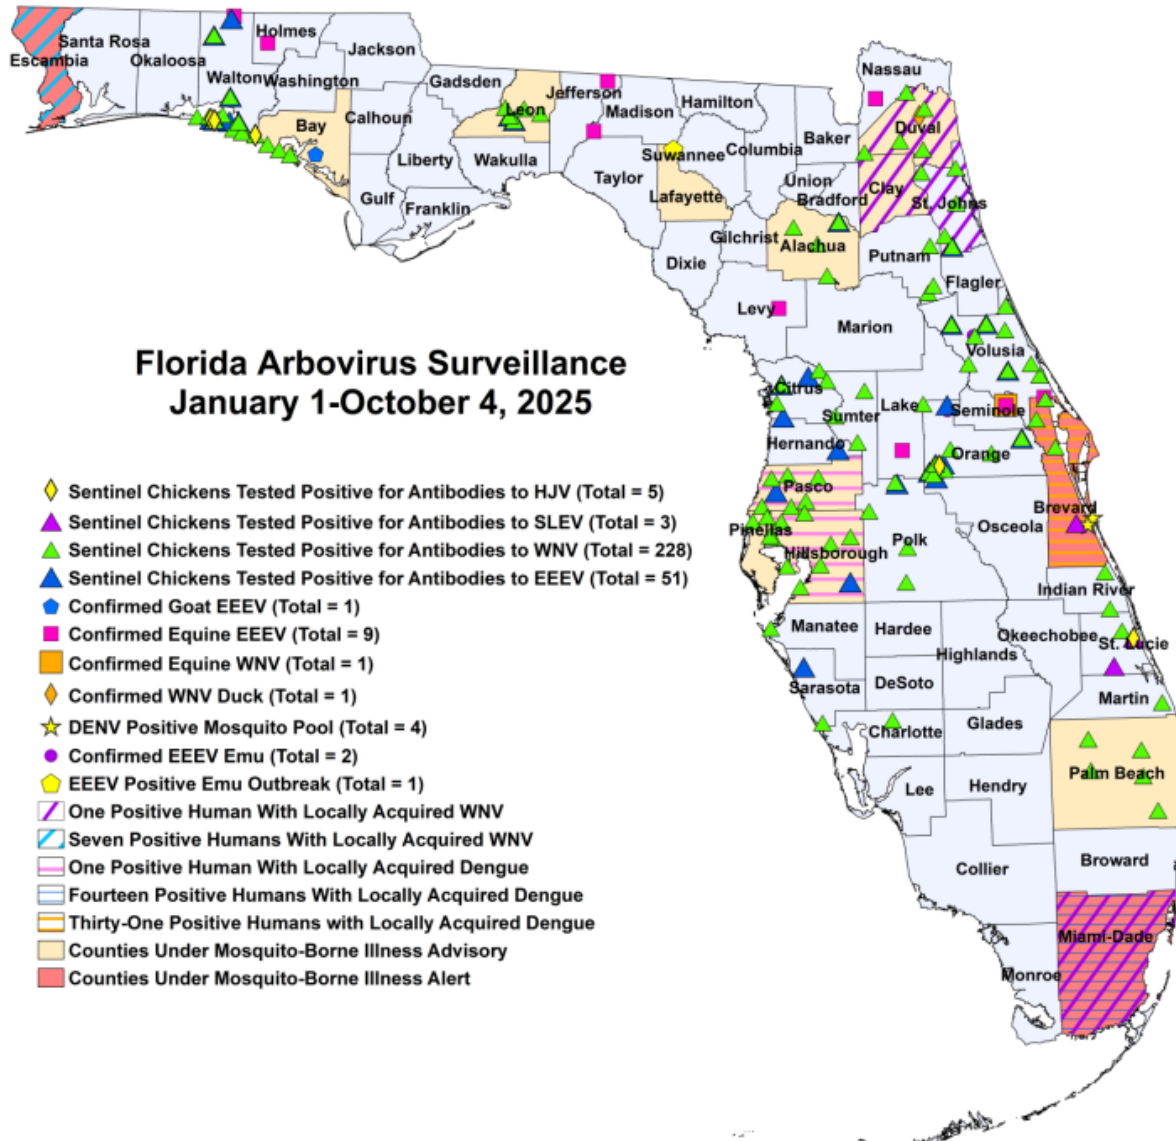 Florida Arbovirus Surveillance
January 1-October 4, 2025
Sentinel Chickens Tested Positive for Antibodies to HJV (Total = 5)
Sentinel Chickens Tested Positive for Antibodies to SLEV (Total = 3)
Sentinel Chickens Tested Positive for Antibodies to WNV (Total = 228)
Sentinel Chickens Tested Positive for Antibodies to EEEV (Total = 51)
Confirmed Goat EEEV (Total = 1)
Confirmed Equine EEEV (Total = 9)
Confirmed Equine WNV (Total = 1)
Confirmed WNV Duck (Total = 1)
DENV Positive Mosquito Pool (Total = 4)
Confirmed EEEV Emu (Total = 2)
EEEV Positive Emu Outbreak (Total = 1)
One Positive Human With Locally Acquired WNV
Seven Positive Humans With Locally Acquired WNV
One Positive Human With Locally Acquired Dengue
Fourteen Positive Humans With Locally Acquired Dengue
Thirty-One Positive Humans with Locally Acquired Dengue
Counties Under Mosquito-Borne Illness Advisory
Counties Under Mosquito-Borne Illness Alert
Escambia
Santa Rosa
Okaloosa
Walton
Holmes
Washington
Jackson
Bay
Calhoun
Gulf
Gadsden
Liberty
Franklin
Leon
Wakulla
Jefferson
Madison
Taylor
Hamilton
Suwannee
Lafayette
Dixie
Columbia
Gilchrist
Baker
Union
Bradford
Alachua
Levy
Nassau
Duval
Clay
St. Johns
Putnam
Flagler
Marion
Volusia
Citrus
Sumter
Lake
Seminole
Hernando
Orange
Pasco
Pinellas
Hillsborough
Polk
Osceola
Brevard
Indian River
Manatee
Hardee
Okeechobee
St. Lucie
Highlands
Sarasota
DeSoto
Martin
Charlotte
Glades
Palm Beach
Lee
Hendry
Collier
Broward
Miami-Dade
Monroe